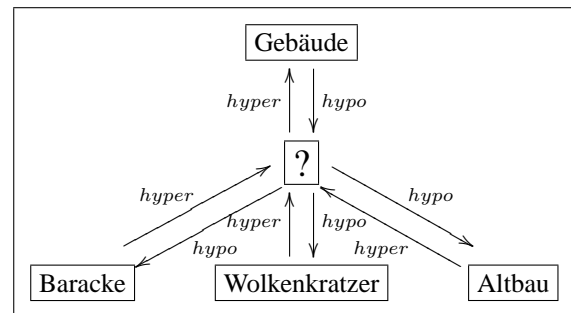 Gebäude
hyper hypo
?
hyper hypo
hyper hypo
hypo hyper
Baracke Wolkenkratzer Altbau